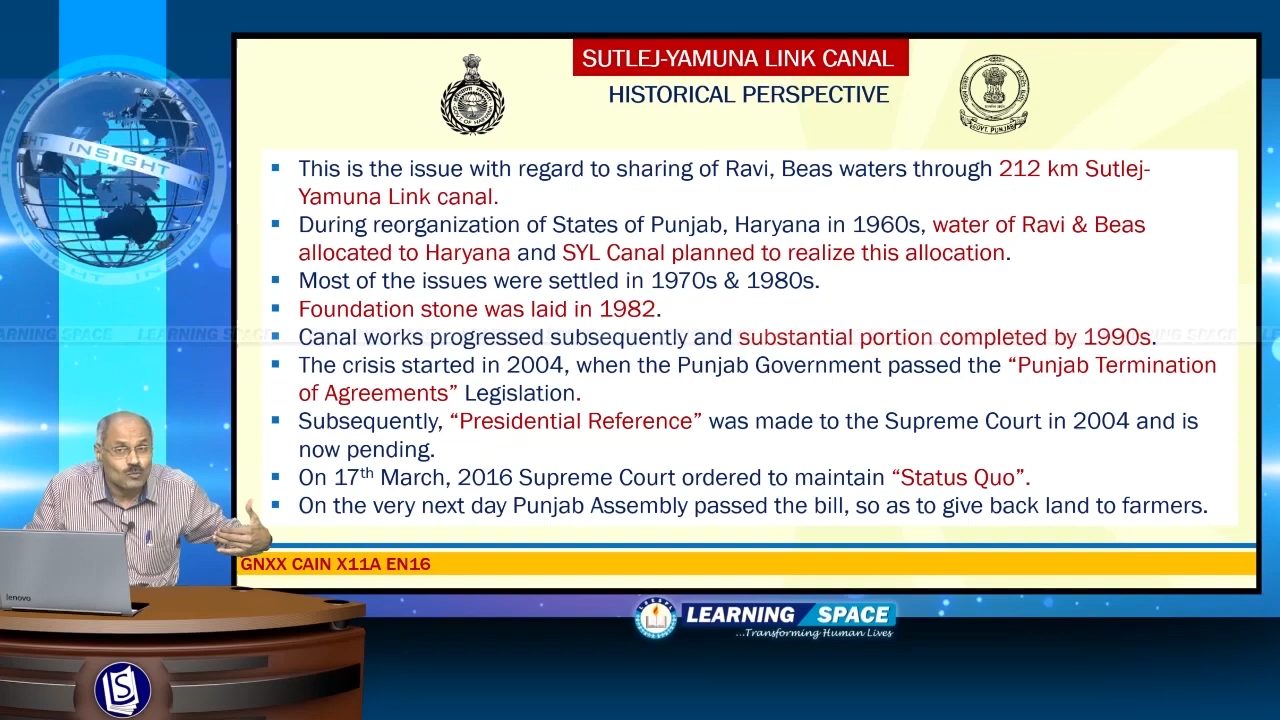 SUTLEJ-YAMUNA LINK CANAL
HISTORICAL PERSPECTIVE
GOVT. PUNJAB
INSIGHT
▪ This is the issue with regard to sharing of Ravi, Beas waters through 212 km Sutlej-
Yamuna Link canal.
▪ During reorganization of States of Punjab, Haryana in 1960s, water of Ravi & Beas
allocated to Haryana and SYL Canal planned to realize this allocation.
▪ Most of the issues were settled in 1970s & 1980s.
▪ Foundation stone was laid in 1982.
LEARNING SPACE
▪ Canal works progressed subsequently and substantial portion completed by 1990s.
▪ The crisis started in 2004, when the Punjab Government passed the “Punjab Termination
of Agreements” Legislation.
▪ Subsequently, “Presidential Reference” was made to the Supreme Court in 2004 and is
now pending.
▪ On 17th March, 2016 Supreme Court ordered to maintain “Status Quo”.
▪ On the very next day Punjab Assembly passed the bill, so as to give back land to farmers.
GNXX CAIN X11A EN16
lenovo
LEARNING SPACE
...Transforming Human Lives
LS